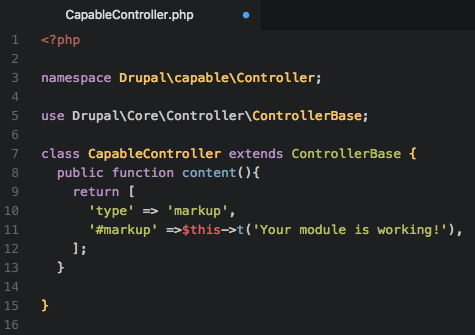 CapableController.php
1 <?php
2
3 namespace Drupal\capable\Controller;
4
5 use Drupal\Core\Controller\ControllerBase;
6
7 class CapableController extends ControllerBase {
8   public function content(){
9     return [
10       'type' => 'markup',
11       '#markup' =>$this->t('Your module is working!'),
12     ];
13   }
14
15 }
16